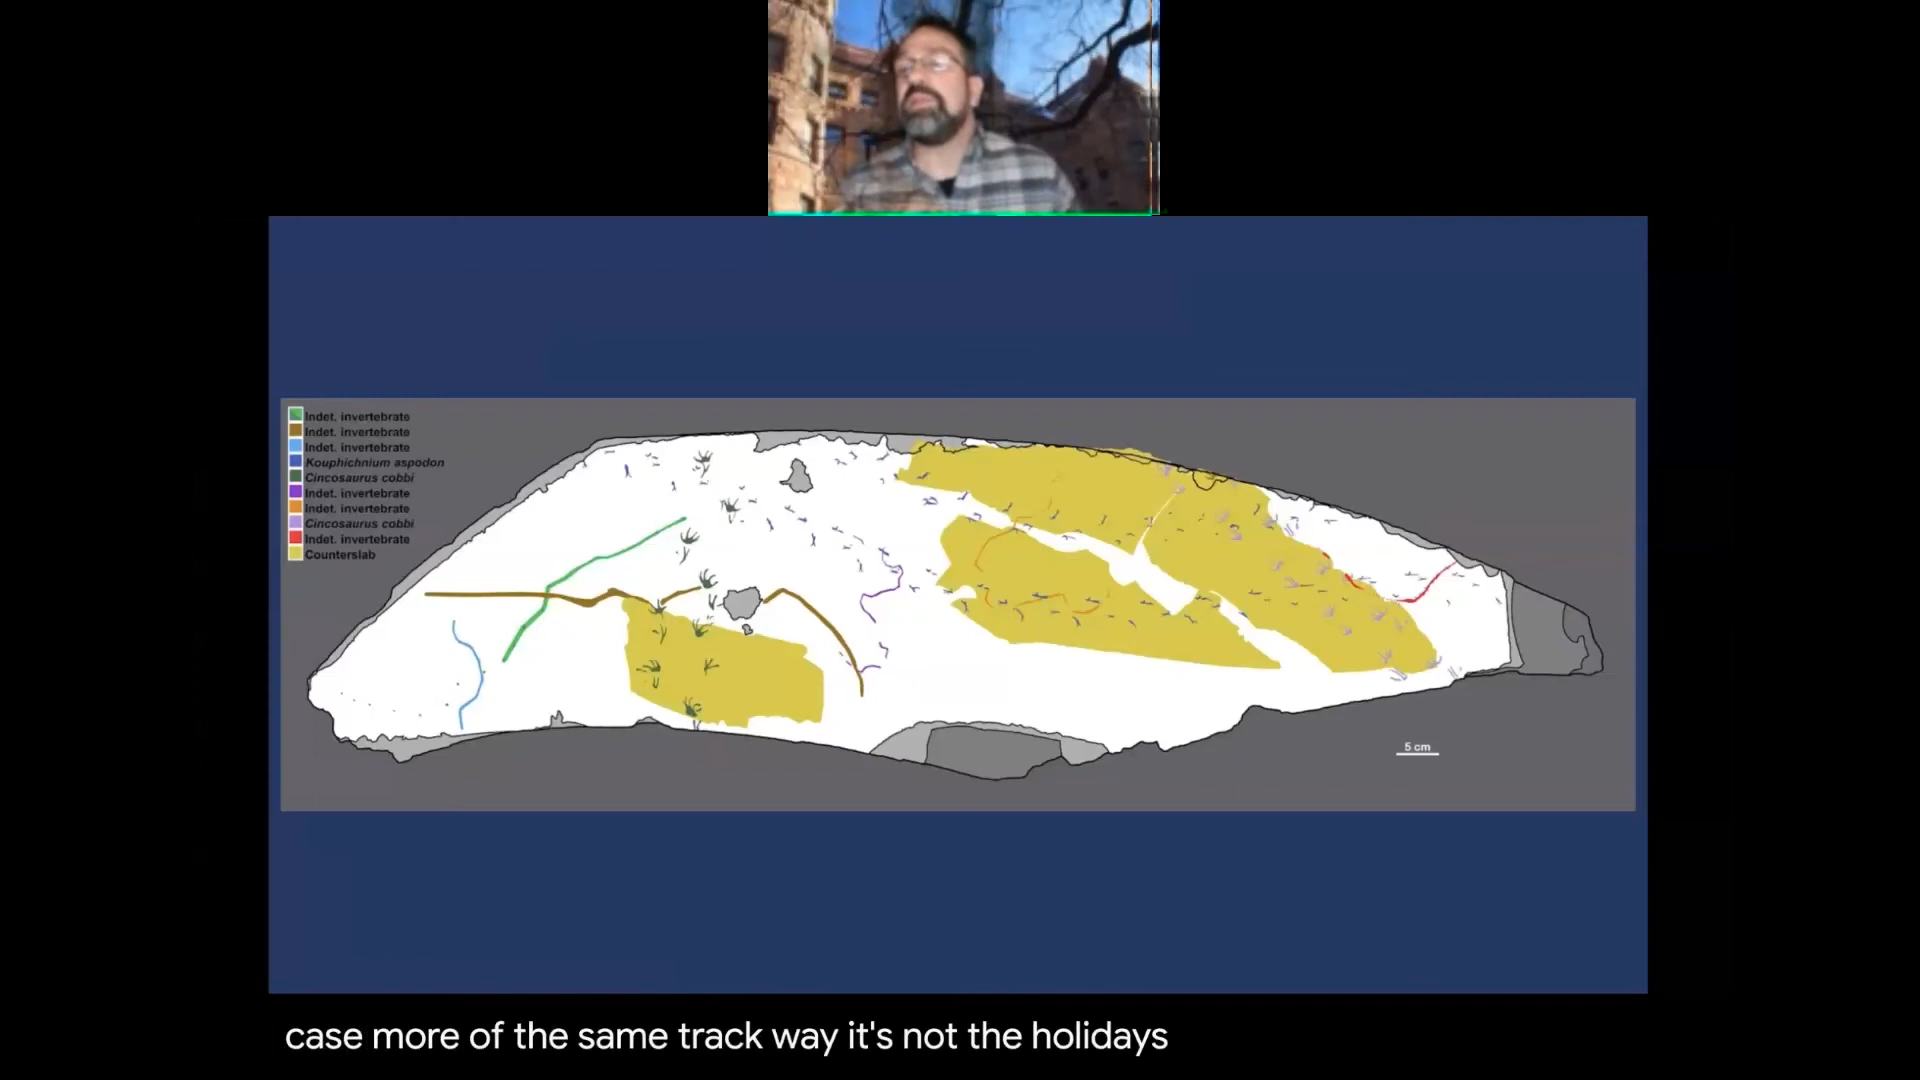 Indet. invertebrate
Indet. invertebrate
Indet. invertebrate
Kouphichnium aspodon
Cincosaurus cobbi
Indet. invertebrate
Indet. invertebrate
Cincosaurus cobbi
Indet. invertebrate
Counterslab
5 cm
case more of the same track way it's not the holidays